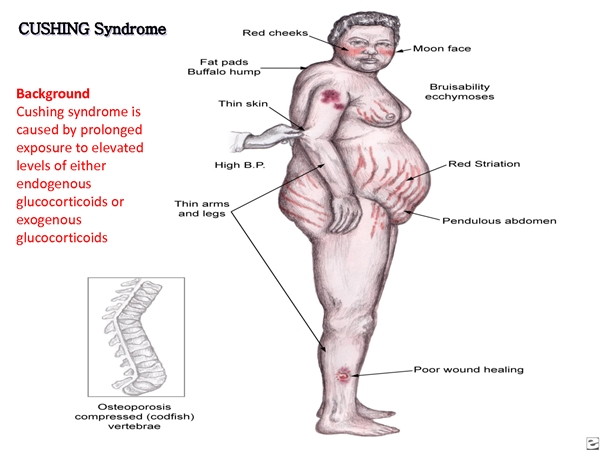 CUSHING Syndrome
Red cheeks
Moon face
Fat pads
Buffalo hump
Bruisability
ecchymoses
Background
Cushing syndrome is
caused by prolonged
exposure to elevated
levels of either
endogenous
glucocorticoids or
exogenous
glucocorticoids
Thin skin
High B.P.
Red Striation
Thin arms
and legs
Pendulous abdomen
Poor wound healing
Osteoporosis
compressed (codfish)
vertebrae